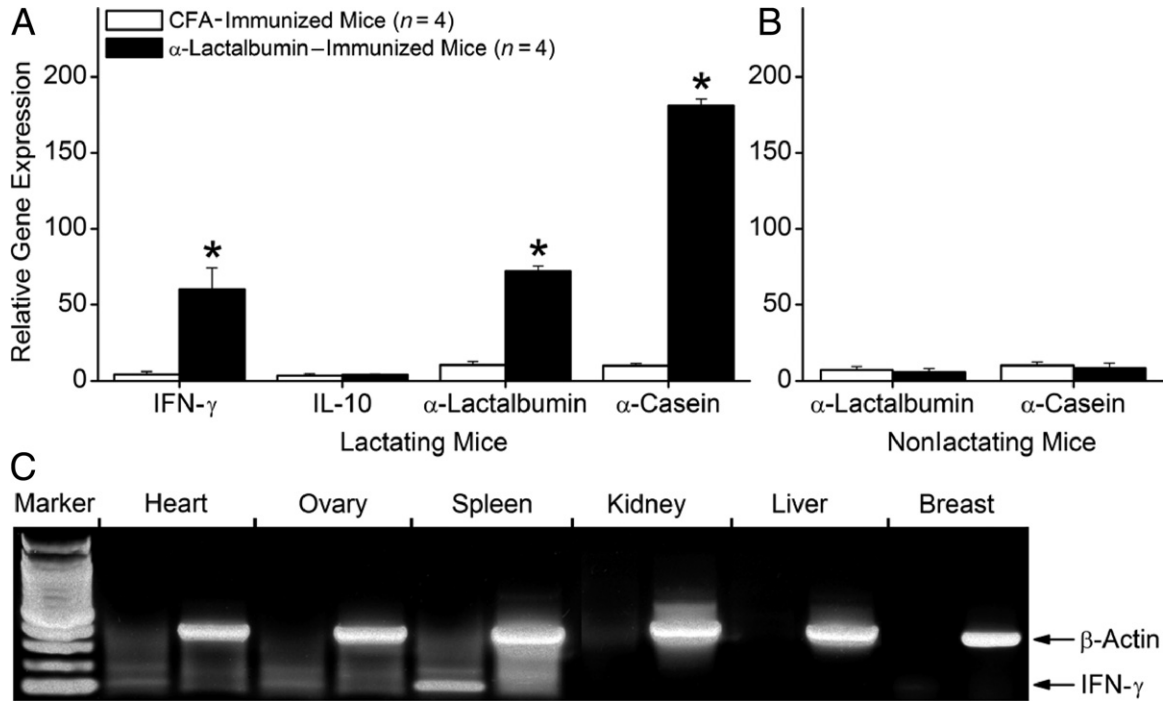 A
CFA-Immunized Mice (n = 4)
α-Lactalbumin–Immunized Mice (n = 4)
Relative Gene Expression
200
150
100
50
0
*
*
*
IFN-γ IL-10 α-Lactalbumin α-Casein
Lactating Mice
B
200
150
100
50
0
α-Lactalbumin α-Casein
Nonlactating Mice
C
Marker Heart Ovary Spleen Kidney Liver Breast
β-Actin
IFN-γ